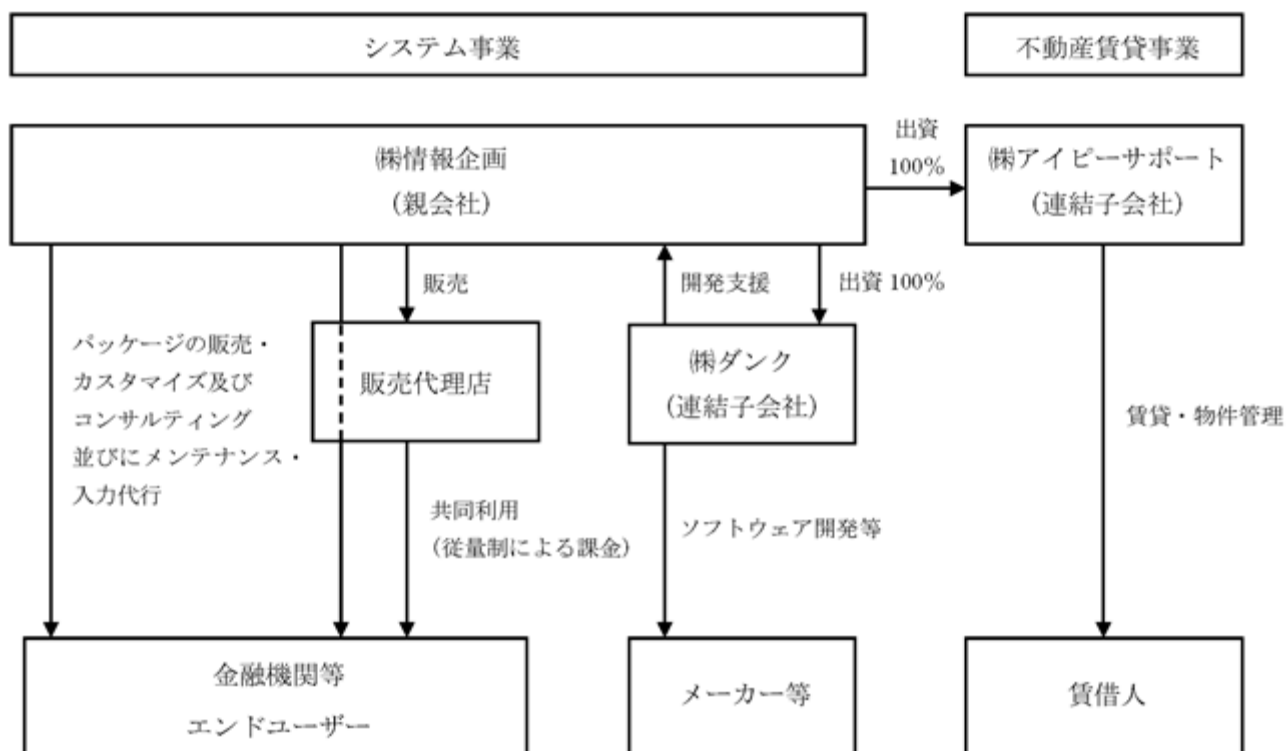 システム事業
不動産賃貸事業
㈱情報企画
(親会社)
出資
100%
㈱アイピーサポート
(連結子会社)
販売
開発支援
出資 100%
パッケージの販売・
カスタマイズ及び
コンサルティング
並びにメンテナンス・
入力代行
販売代理店
㈱ダンク
(連結子会社)
賃貸・物件管理
共同利用
(従量制による課金)
ソフトウェア開発等
金融機関等
エンドユーザー
メーカー等
賃借人